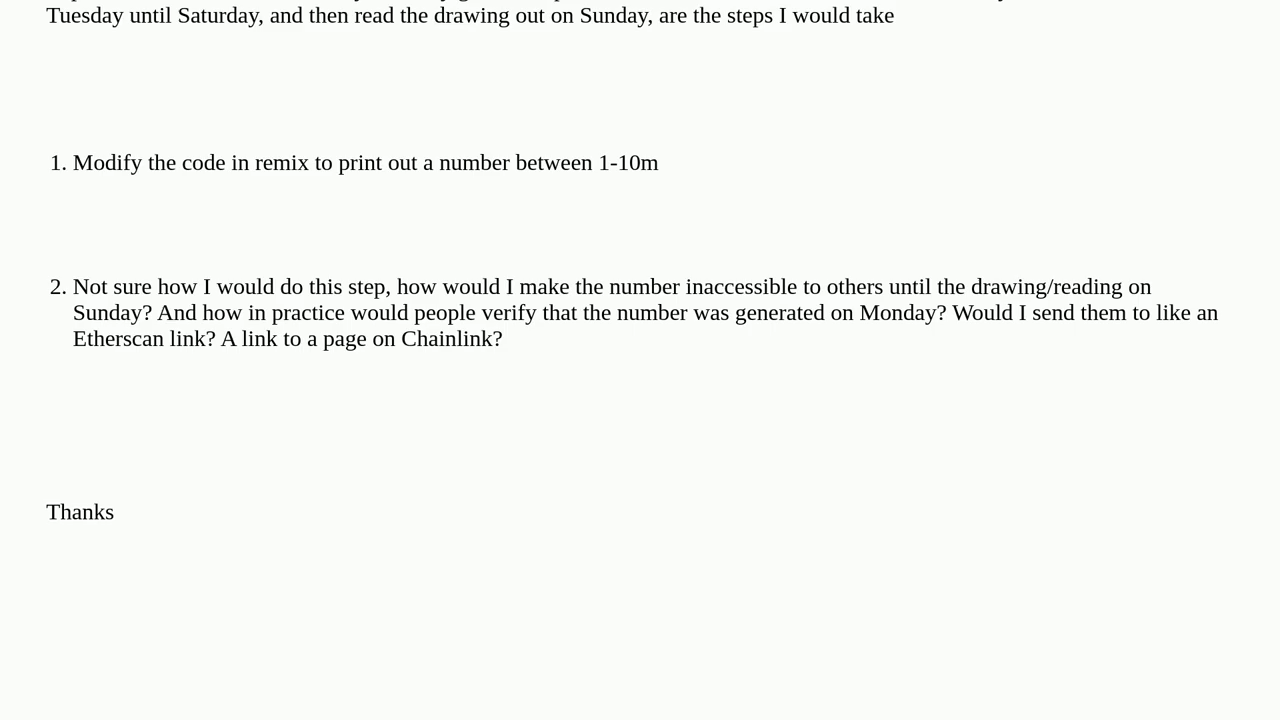 Tuesday until Saturday, and then read the drawing out on Sunday, are the steps I would take
1. Modify the code in remix to print out a number between 1-10m
2. Not sure how I would do this step, how would I make the number inaccessible to others until the drawing/reading on
Sunday? And how in practice would people verify that the number was generated on Monday? Would I send them to like an
Etherscan link? A link to a page on Chainlink?
Thanks